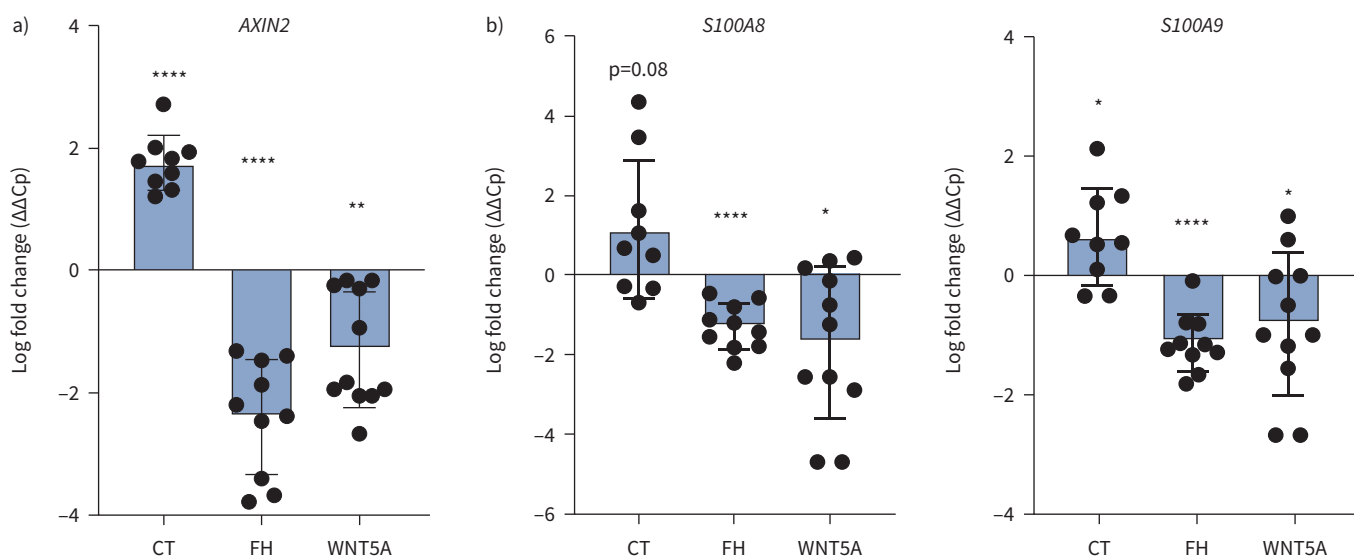 a)
AXIN2
Log fold change (ΔΔCp)
4
2
0
–2
–4
****
****
**
CT
FH
WNT5A
b)
S100A8
Log fold change (ΔΔCp)
6
4
2
0
–2
–4
–6
p=0.08
****
*
CT
FH
WNT5A
S100A9
Log fold change (ΔΔCp)
4
2
0
–2
–4
*
****
*
CT
FH
WNT5A